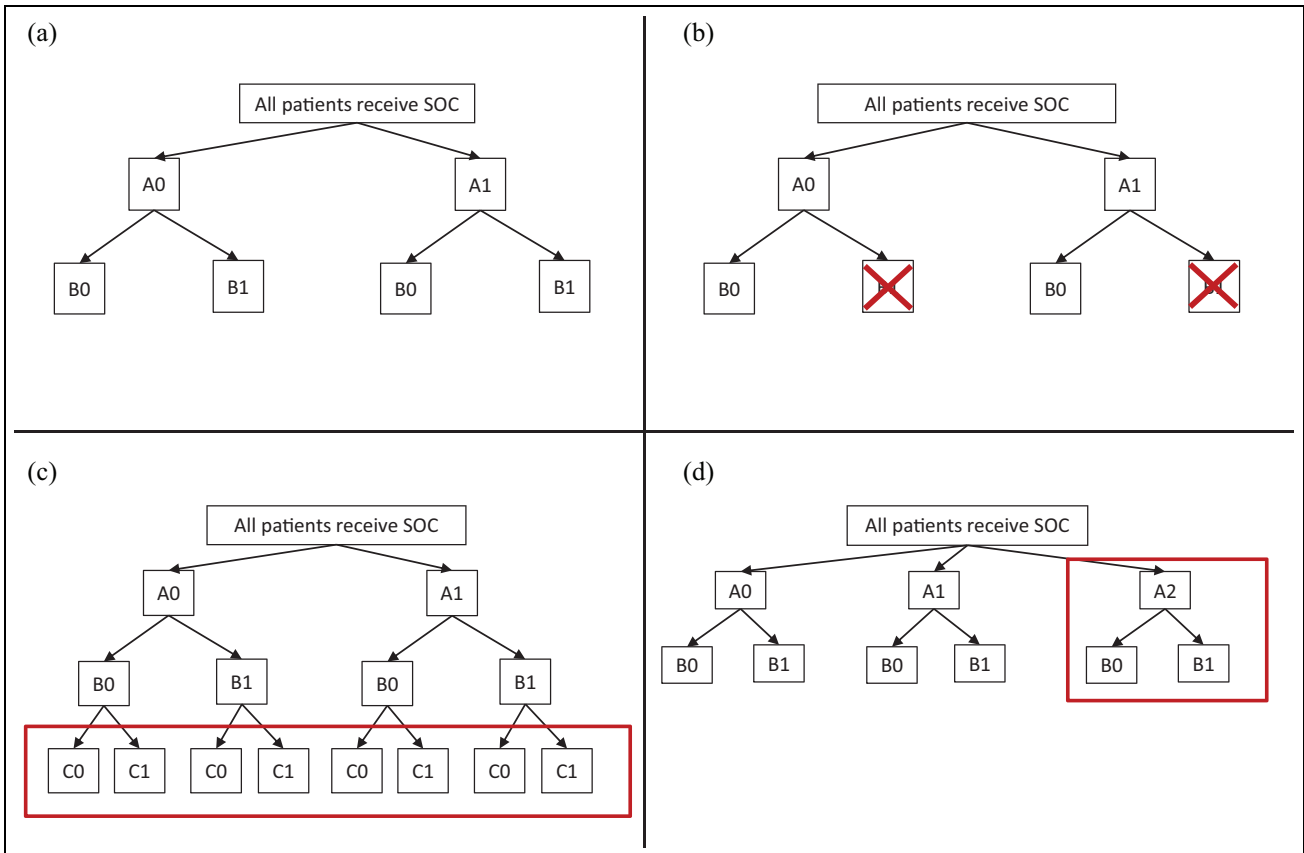 (a)
All patients receive SOC
A0 A1
B0 B1 B0 B1
(b)
All patients receive SOC
A0 A1
B0 B0
(c)
All patients receive SOC
A0 A1
B0 B1 B0 B1
C0 C1 C0 C1 C0 C1 C0 C1
(d)
All patients receive SOC
A0 A1 A2
B0 B1 B0 B1 B0 B1